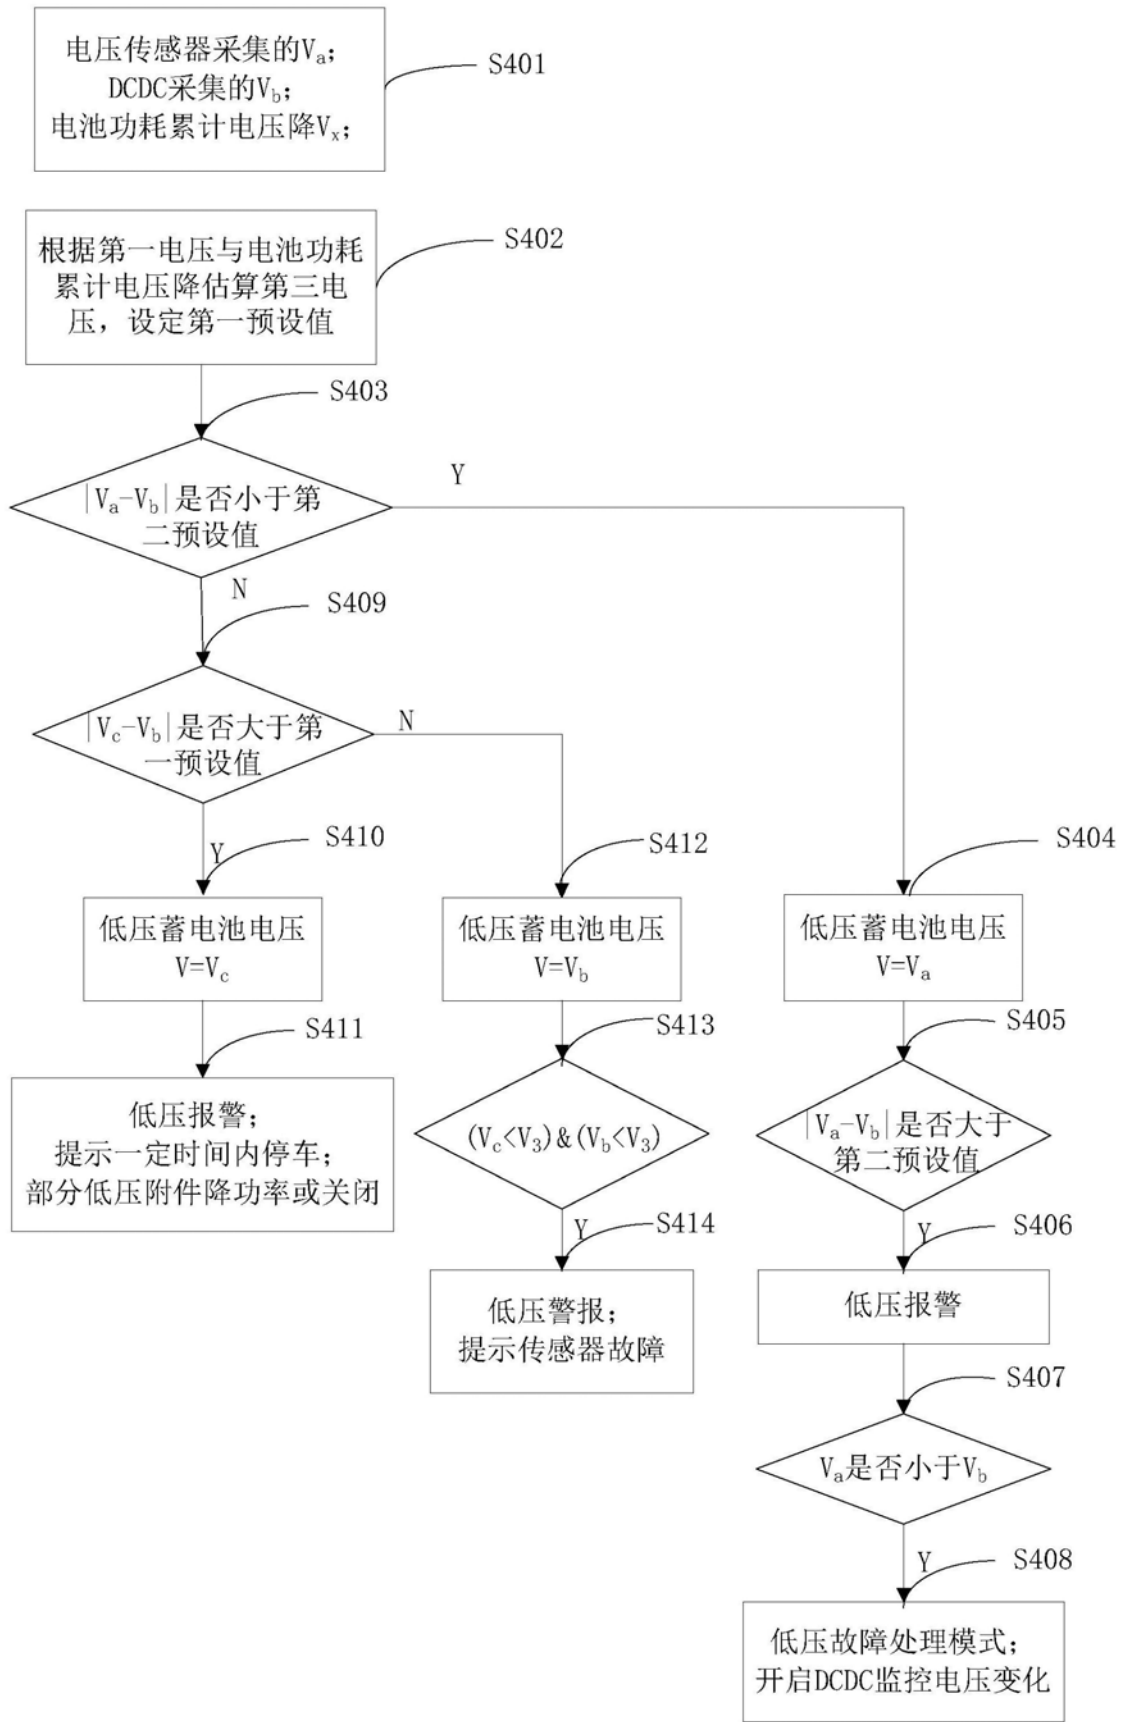 电压传感器采集的Va;
DCDC采集的Vb;
电池功耗累计电压降Vx;
S401
根据第一电压与电池功耗
累计电压降估算第三电
压，设定第一预设值
S402
S403
|Va-Vb|是否小于第
二预设值
Y
N
S409
|Vc-Vb|是否大于第
一预设值
N
Y
S410
S412
S404
低压蓄电池电压
V=Vc
低压蓄电池电压
V=Vb
低压蓄电池电压
V=Va
S411
S413
S405
低压报警;
提示一定时间内停车;
部分低压附件降功率或关闭
(Vc<V3)&(Vb<V3)
|Va-Vb|是否大于
第二预设值
Y
S414
Y
S406
低压警报;
提示传感器故障
低压报警
S407
Va是否小于Vb
Y
S408
低压故障处理模式;
开启DCDC监控电压变化